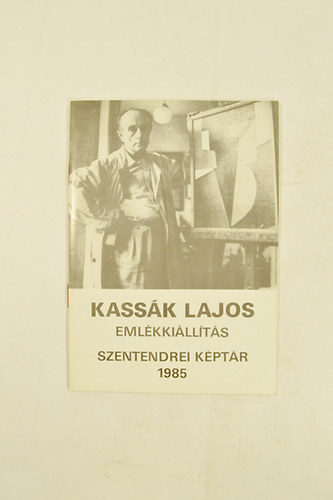 KASSÁK LAJOS
EMLÉKKIÁLLÍTÁS
SZENTENDREI KÉPTÁR
1985